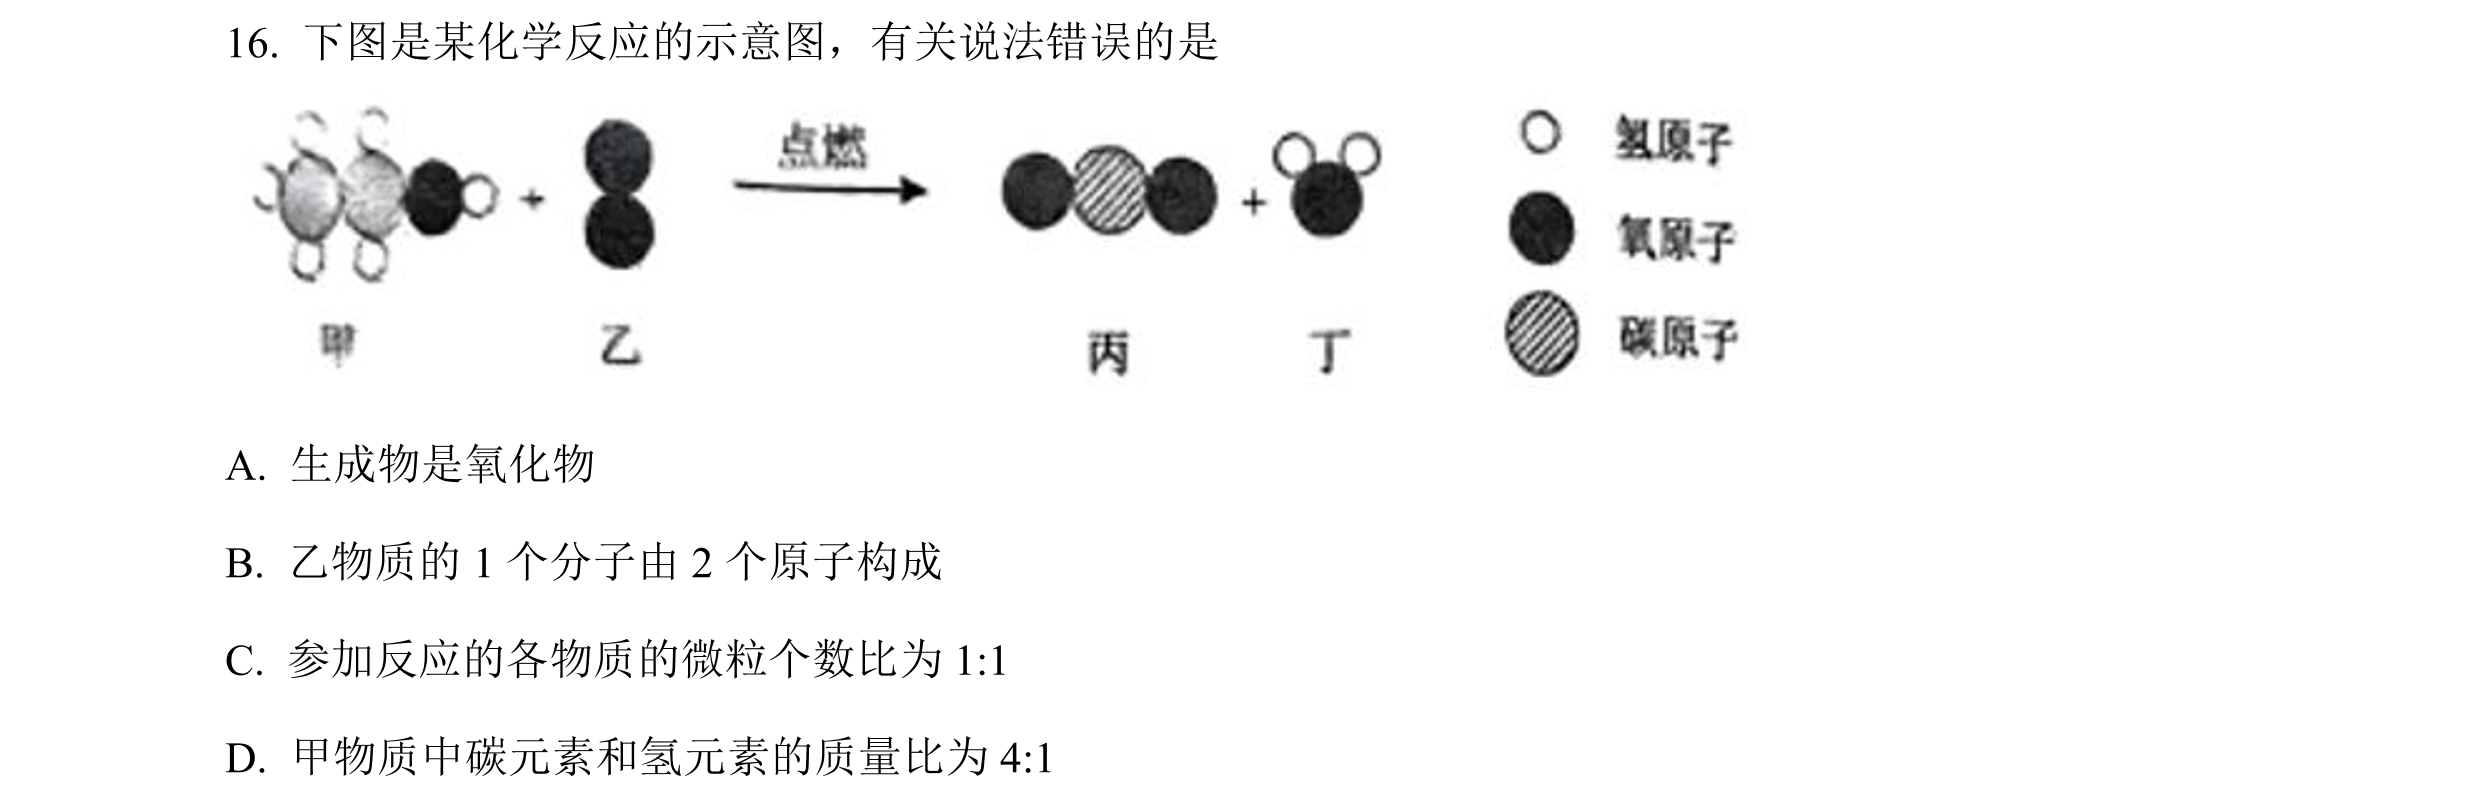 16. 下图是某化学反应的示意图，有关说法错误的是
点燃
氢原子
+
+
氧原子
碳原子
甲
乙
丙
丁
A. 生成物是氧化物
B. 乙物质的 1 个分子由 2 个原子构成
C. 参加反应的各物质的微粒个数比为 1:1
D. 甲物质中碳元素和氢元素的质量比为 4:1